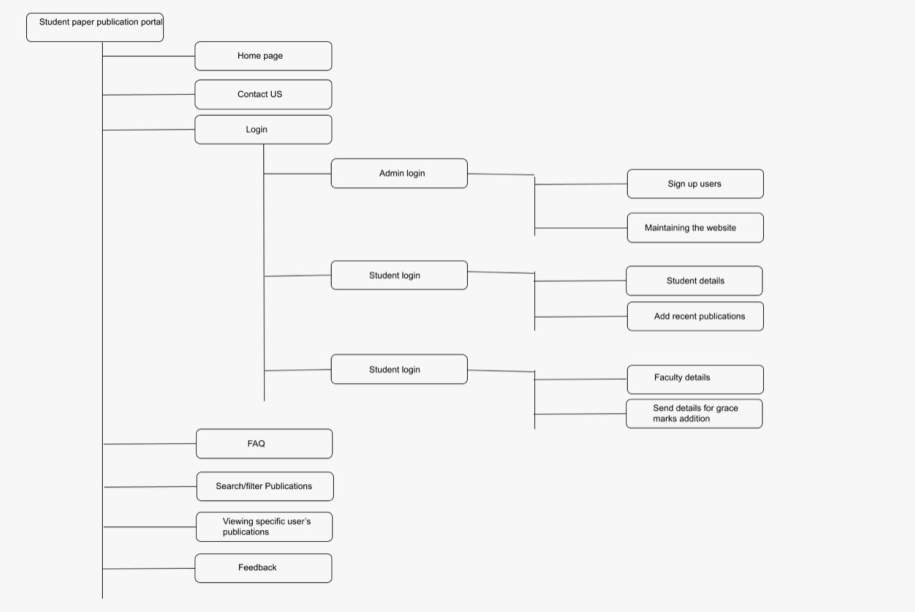 Student paper publication portal
Home page
Contact US
Login
Admin login
Sign up users
Maintaining the website
Student login
Student details
Add recent publications
Student login
Faculty details
Send details for grace
marks addition
FAQ
Search/filter Publications
Viewing specific user's
publications
Feedback